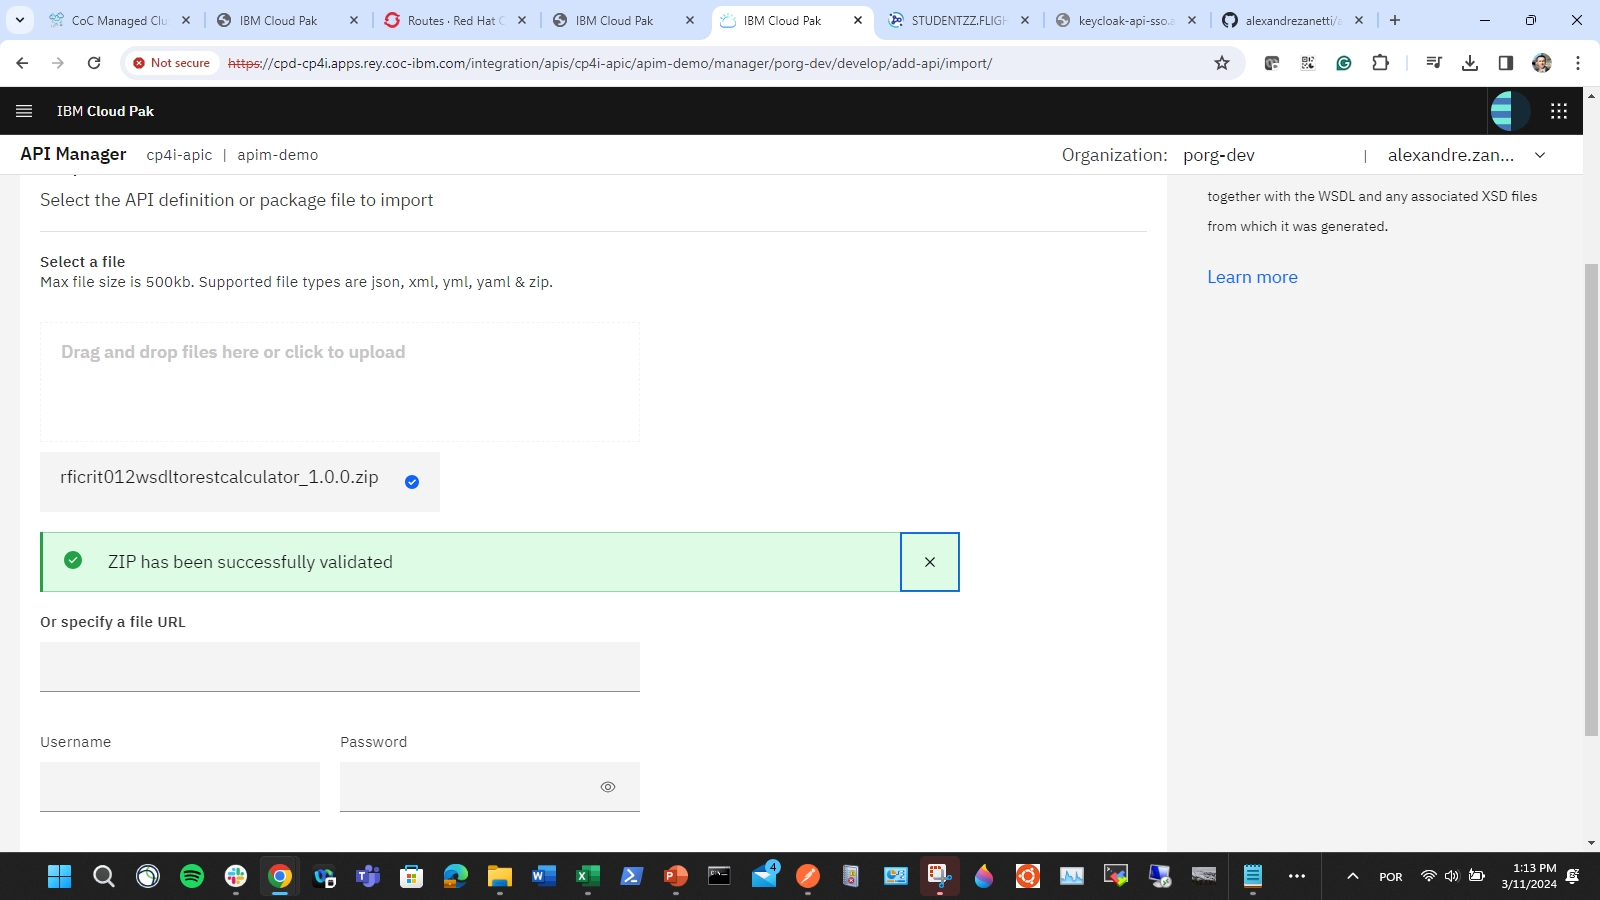 CoC Managed Clu
IBM Cloud Pak
Routes · Red Hat
IBM Cloud Pak
IBM Cloud Pak
STUDENTZZ.FLIGH
keycloak-api-sso.a
alexandrezanetti/a
Not secure
https://cpd-cp4i.apps.rey.coc-ibm.com/integration/apis/cp4i-apic/apim-demo/manager/porg-dev/develop/add-api/import/
IBM Cloud Pak
API Manager cp4i-apic | apim-demo
Organization: porg-dev | alexandre.zan...
Select the API definition or package file to import
together with the WSDL and any associated XSD files
from which it was generated.
Learn more
Select a file
Max file size is 500kb. Supported file types are json, xml, yml, yaml & zip.
Drag and drop files here or click to upload
rficrit012wsdltorestcalculator_1.0.0.zip
ZIP has been successfully validated
Or specify a file URL
Username
Password
4
POR
1:13 PM
3/11/2024